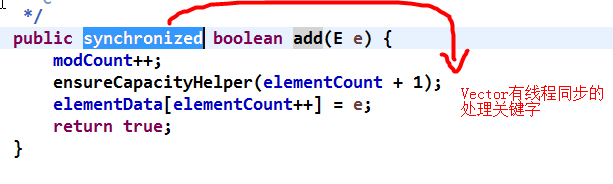 */
public synchronized boolean add(E e) {
modCount++;
ensureCapacityHelper(elementCount + 1);
elementData[elementCount++] = e;
return true;
}
Vector有线程同步的
处理关键字